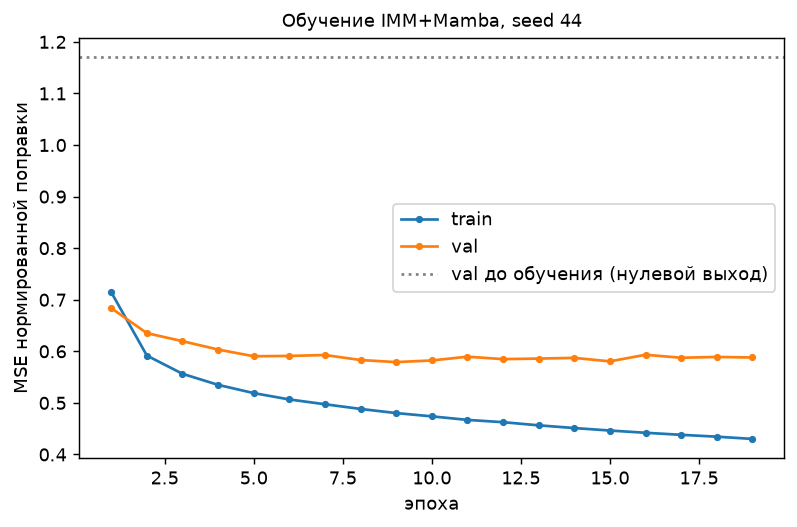 Обучение IMM+Mamba, seed 44
MSE нормированной поправки
1.2
1.1
1.0
0.9
0.8
0.7
0.6
0.5
0.4
train
val
val до обучения (нулевой выход)
2.5 5.0 7.5 10.0 12.5 15.0 17.5
эпоха